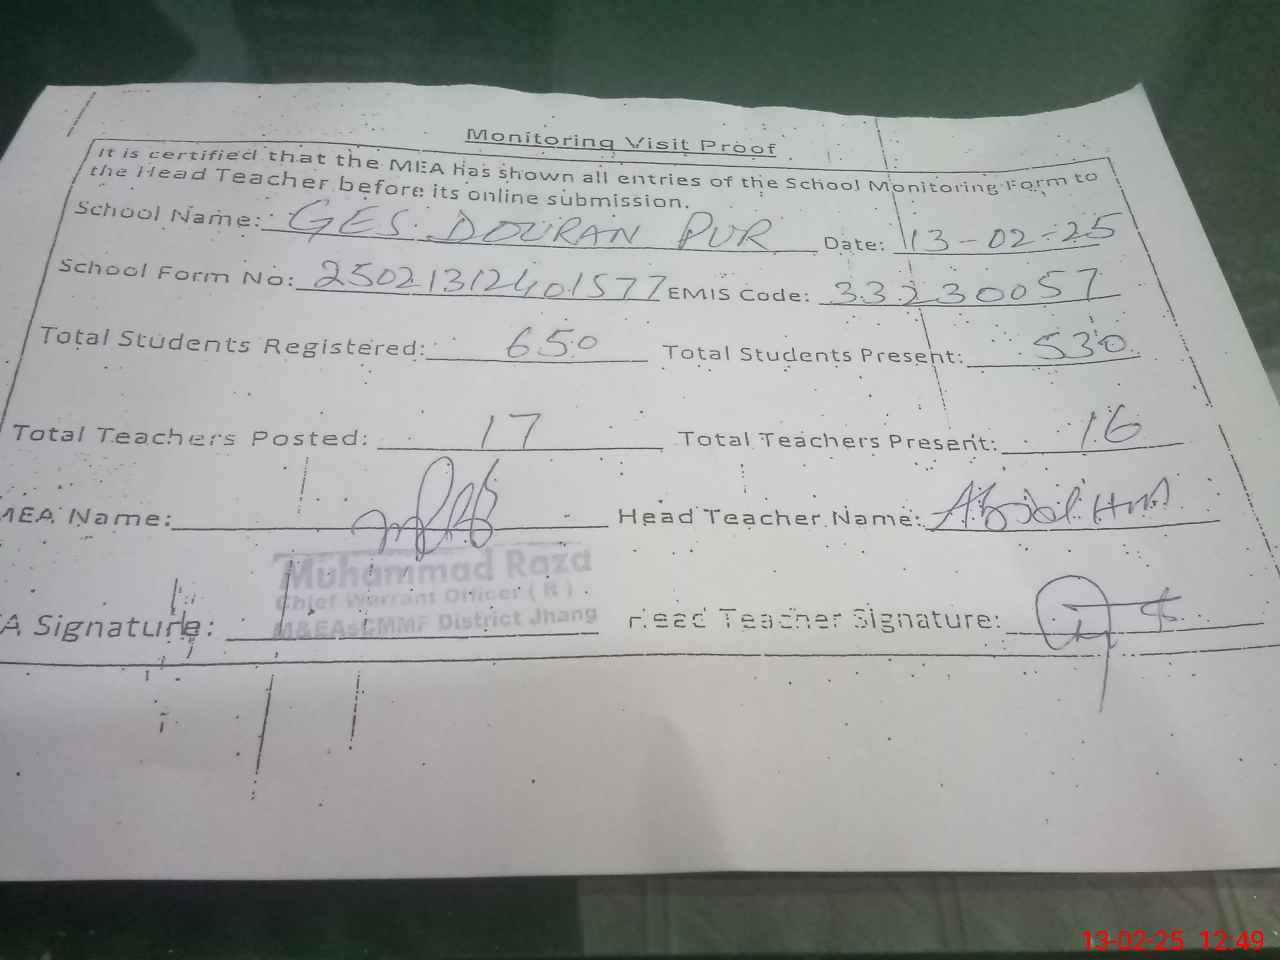 Monitoring Visit Proof
It is certified that the MEA has shown all entries of the School Monitoring Form to
the Head Teacher before its online submission.
School Name: GES DOURAN PUR Date: 13-02-25
School Form No: 25021312401577 EMIS Code: 33230057
Total Students Registered: 650 Total Students Present: 530
Total Teachers Posted: 17 Total Teachers Present: 16
MEA Name: Head Teacher Name:
Muhammad Raza
Chief Warrant Officer ( R )
M&EAsCMMF District Jhang
A Signature: Head Teacher Signature:
13-02-25 12:49